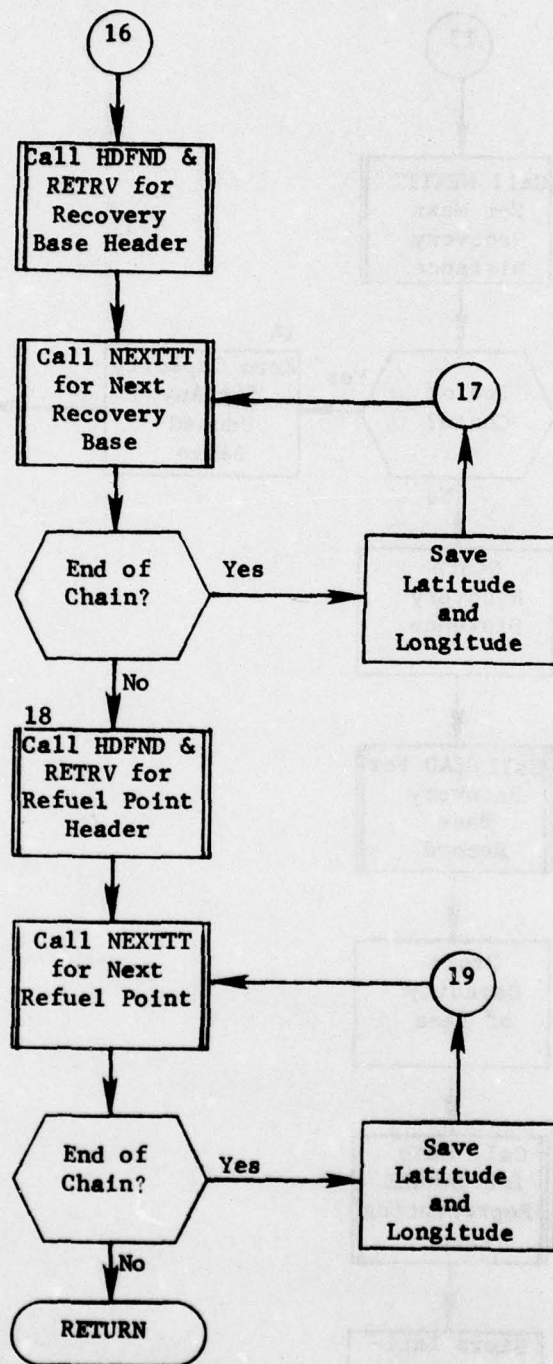 16
Call HDFND &
RETRV for
Recovery
Base Header
Call NEXTTT
for Next
Recovery
Base
17
End of
Chain?
Yes
Save
Latitude
and
Longitude
No
18
Call HDFND &
RETRV for
Refuel Point
Header
Call NEXTTT
for Next
Refuel Point
19
End of
Chain?
Yes
Save
Latitude
and
Longitude
No
RETURN